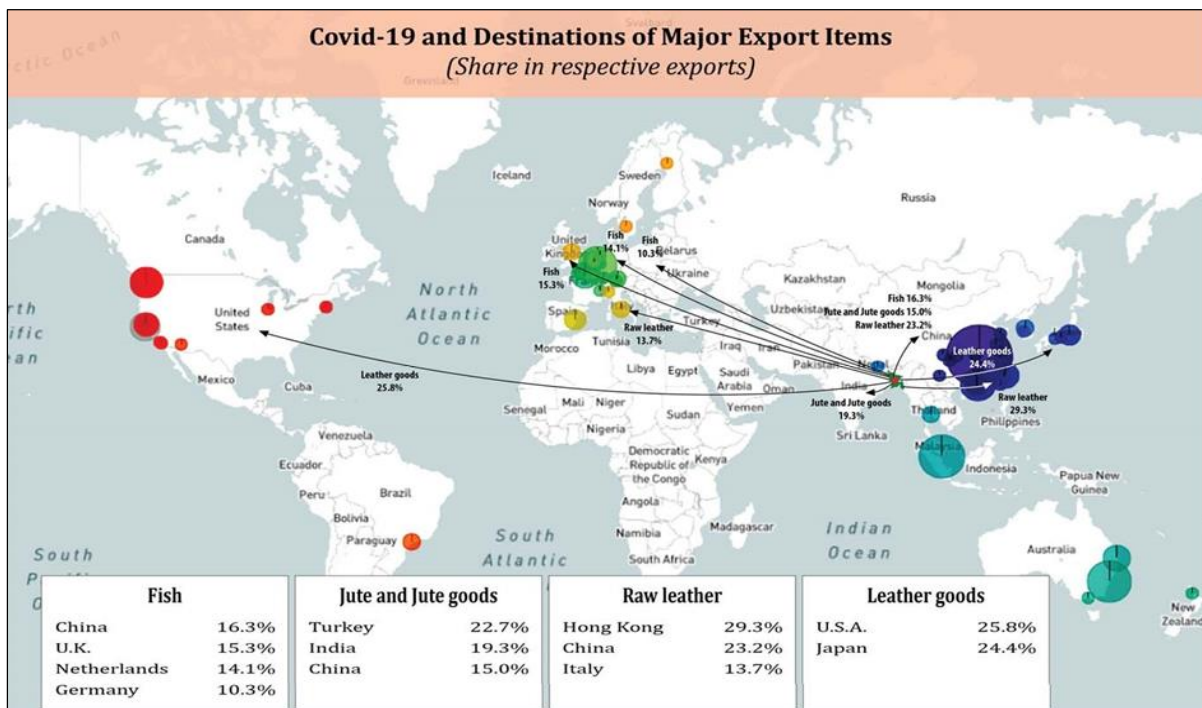 Covid-19 and Destinations of Major Export Items
(Share in respective exports)
Greenland
Iceland
Sweden
Norway
Russia
Canada
United
Kingdom
Fish
14.1%
Fish
10.3%
Belarus
Ukraine
Fish
15.3%
Kazakhstan
Mongolia
North
Atlantic
Ocean
United
States
Spain
Italy
Raw leather
13.7%
Turkey
Uzbekistan
Fish 16.3%
Jute and Jute goods 15.0%
Raw leather 23.2%
China
Morocco
Tunisia
Iraq
Iran
Leather goods
24.4%
Mexico
Cuba
Leather goods
25.8%
Libya
Egypt
Saudi
Arabia
Oman
Pakistan
Nepal
India
Raw leather
29.3%
Senegal
Mali
Niger
Sudan
Yemen
Jute and Jute goods
19.3%
Thailand
Philippines
Nigeria
Sri Lanka
Venezuela
Malaysia
Indonesia
Ecuador
Democratic
Republic of
the Congo
Kenya
Papua New
Guinea
Peru
Brazil
Angola
Bolivia
Paraguay
Namibia
Madagascar
South Africa
Indian
Ocean
Australia
South
South
Atlantic
New
Zealand
Fish
China 16.3%
U.K. 15.3%
Netherlands 14.1%
Germany 10.3%
Jute and Jute goods
Turkey 22.7%
India 19.3%
China 15.0%
Raw leather
Hong Kong 29.3%
China 23.2%
Italy 13.7%
Leather goods
U.S.A. 25.8%
Japan 24.4%